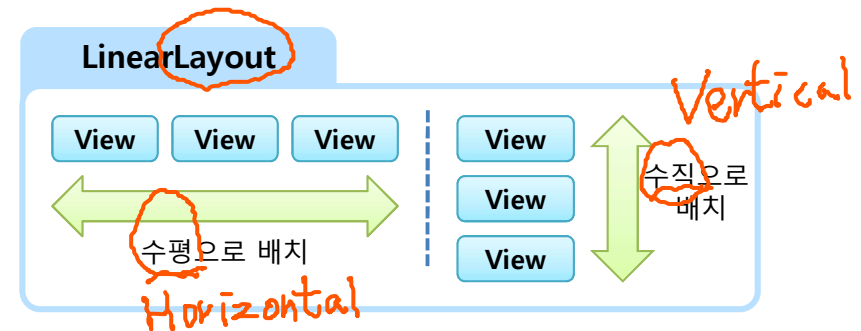 LinearLayout
View View View
수평으로 배치
Horizontal
View
View
View
수직으로
배치
Vertical